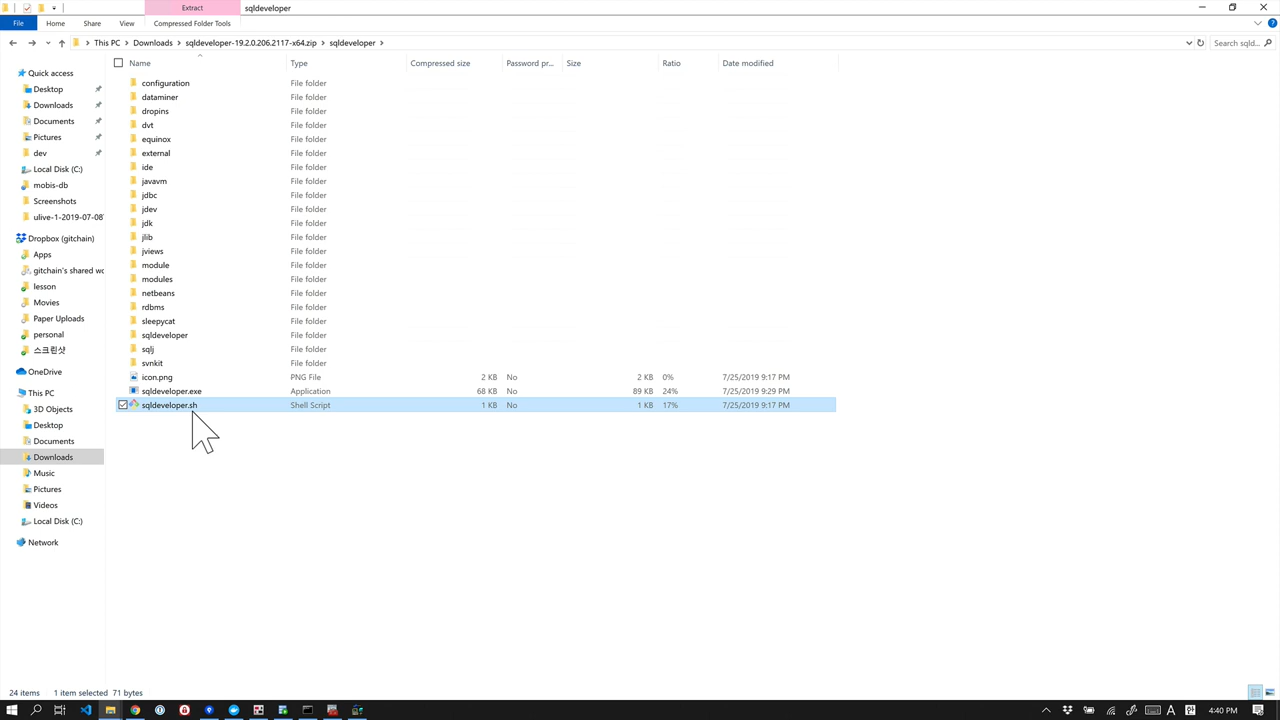 Extract
sqldeveloper
File
Home
Share
View
Compressed Folder Tools
This PC
Downloads
sqldeveloper-19.2.0.206.2117-x64.zip
sqldeveloper
Search sqld...
Quick access
Desktop
Downloads
Documents
Pictures
dev
Local Disk (C:)
mobis-db
Screenshots
ulive-1-2019-07-08
Dropbox (gitchain)
Apps
gitchain's shared wo
lesson
Movies
Paper Uploads
personal
스크린샷
OneDrive
This PC
3D Objects
Desktop
Documents
Downloads
Music
Pictures
Videos
Local Disk (C:)
Network
Name Type Compressed size Password pr... Size Ratio Date modified
configuration File folder
dataminer File folder
dropins File folder
dvt File folder
equinox File folder
external File folder
ide File folder
javavm File folder
jdbc File folder
jdev File folder
jdk File folder
jlib File folder
jviews File folder
module File folder
modules File folder
netbeans File folder
rdbms File folder
sleepycat File folder
sqldeveloper File folder
sqlj File folder
svnkit File folder
icon.png PNG File 2 KB No 2 KB 0% 7/25/2019 9:17 PM
sqldeveloper.exe Application 68 KB No 89 KB 24% 7/25/2019 9:29 PM
sqldeveloper.sh Shell Script 1 KB No 1 KB 17% 7/25/2019 9:17 PM
24 items 1 item selected 71 bytes
A 4:40 PM